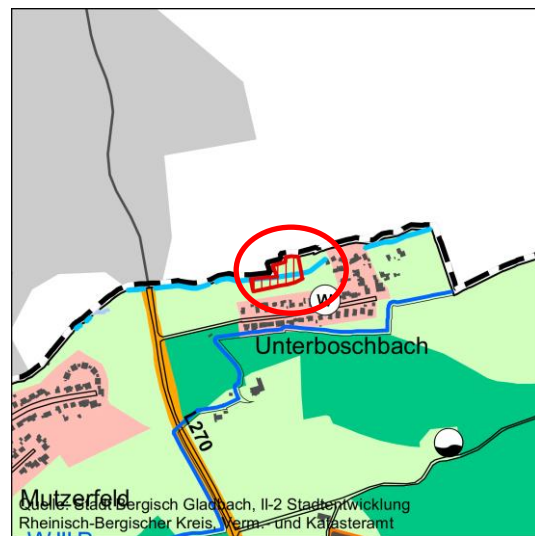 W
Unterboschbach
270
Mutzerfeld
Quelle: Stadt Bergisch Gladbach, II-2 Stadtentwicklung
Rheinisch-Bergischer Kreis, Verm.- und Katasteramt